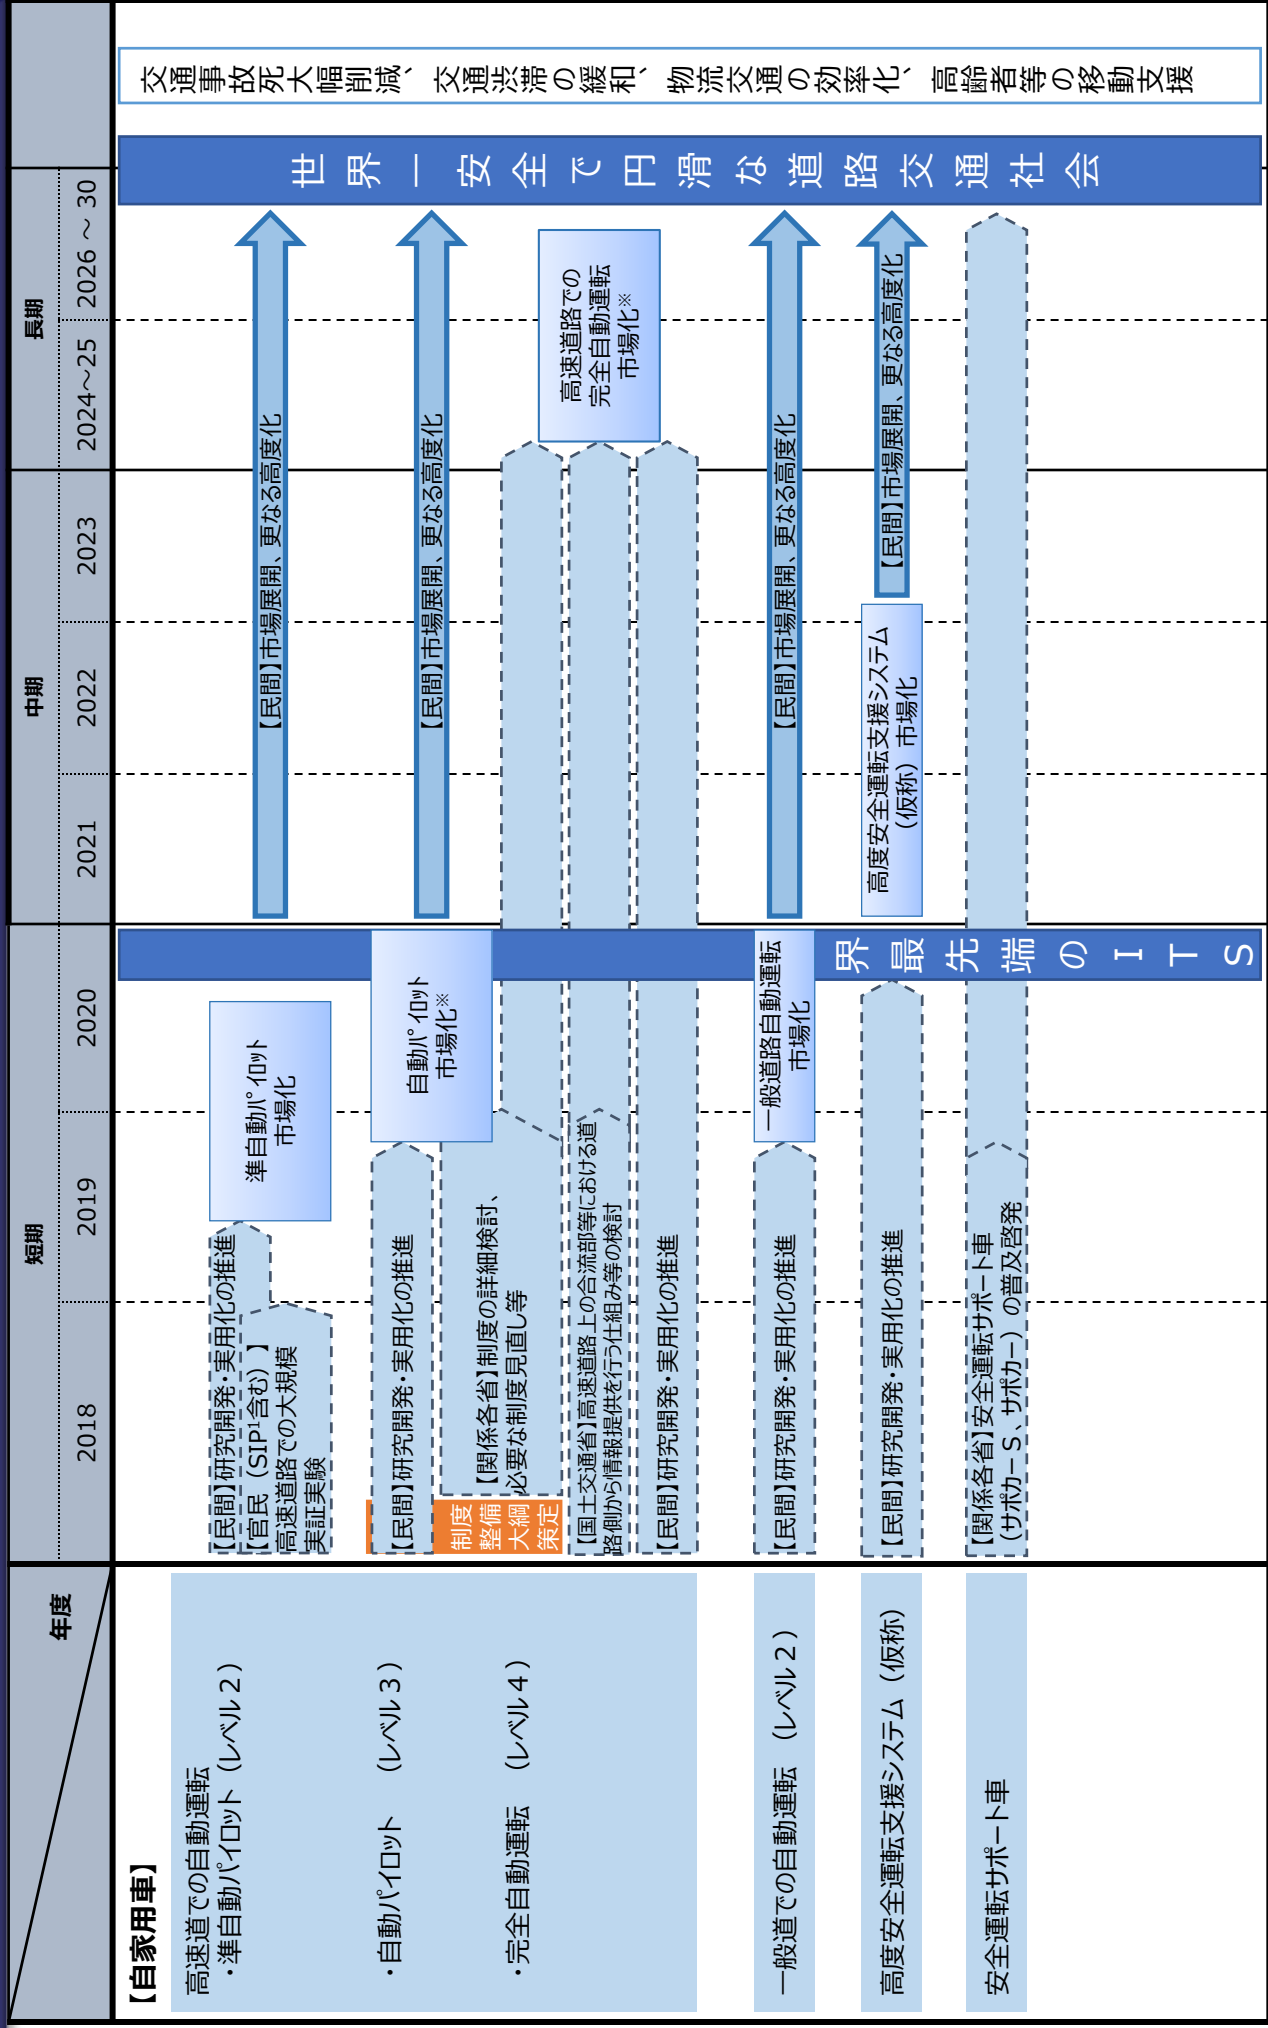 年度
短期
中期
長期
2018
2019
2020
2021
2022
2023
2024～25
2026 ～ 30
【自家用車】
高速道での自動運転
・準自動パイロット（レベル２）
・自動パイロット （レベル３）
・完全自動運転 （レベル４）
一般道での自動運転 （レベル２）
高度安全運転支援システム（仮称）
安全運転サポート車
【民間】研究開発・実用化の推進
【官民（SIP¹含む）】
高速道路での大規模
実証実験
準自動ﾊﾟｲﾛｯﾄ
市場化
【民間】市場展開、更なる高度化
【民間】研究開発・実用化の推進
自動ﾊﾟｲﾛｯﾄ
市場化※
【民間】市場展開、更なる高度化
制度
整備
大綱
策定
【関係各省】制度の詳細検討、
必要な制度見直し等
【国土交通省】高速道路上の合流部等における道
路側から情報提供を行う仕組み等の検討
【民間】研究開発・実用化の推進
高速道路での
完全自動運転
市場化※
【民間】研究開発・実用化の推進
一般道路自動運転
市場化
【民間】市場展開、更なる高度化
【民間】研究開発・実用化の推進
高度安全運転支援システム
（仮称）市場化
【民間】市場展開、更なる高度化
【関係各省】安全運転サポート車
（サポカーＳ、サポカー）の普及啓発
界最先端のＩＴＳ
世界一安全で円滑な道路交通社会
交通事故死大幅削減、交通渋滞の緩和、物流交通の効率化、高齢者等の移動支援